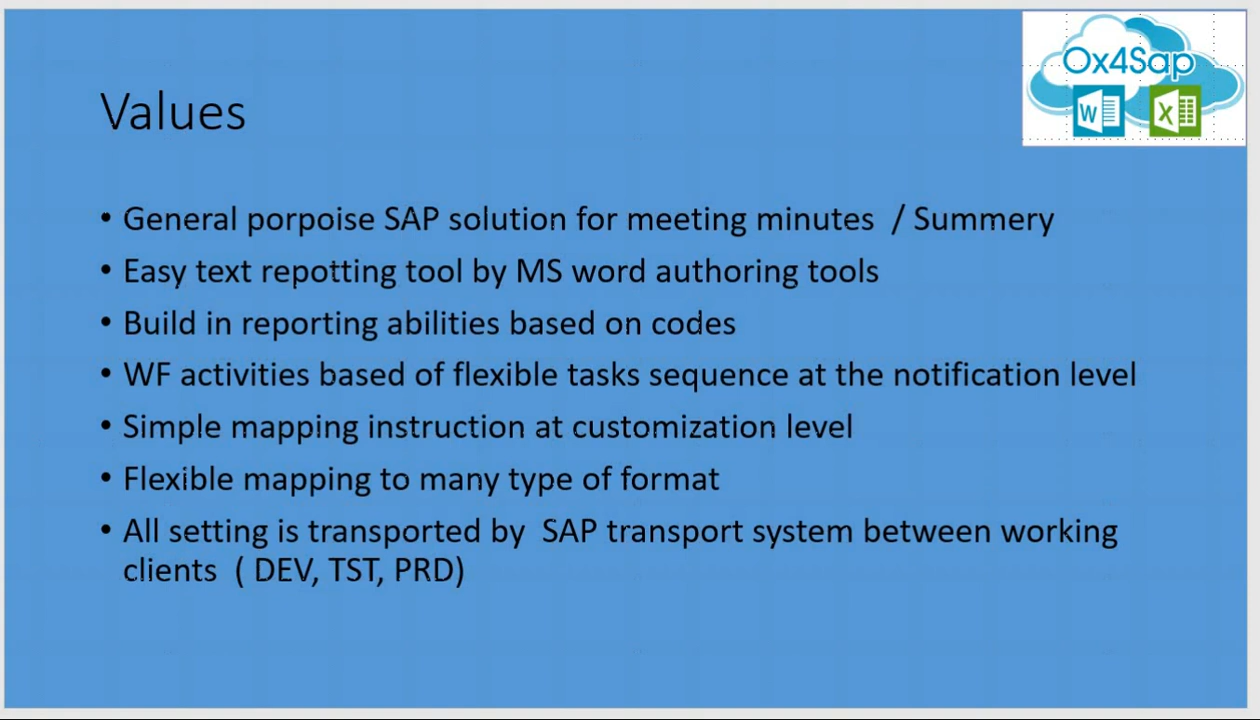 Ox4Sap
W X
Values
• General porpoise SAP solution for meeting minutes / Summery
• Easy text repotting tool by MS word authoring tools
• Build in reporting abilities based on codes
• WF activities based of flexible tasks sequence at the notification level
• Simple mapping instruction at customization level
• Flexible mapping to many type of format
• All setting is transported by SAP transport system between working
clients ( DEV, TST, PRD)